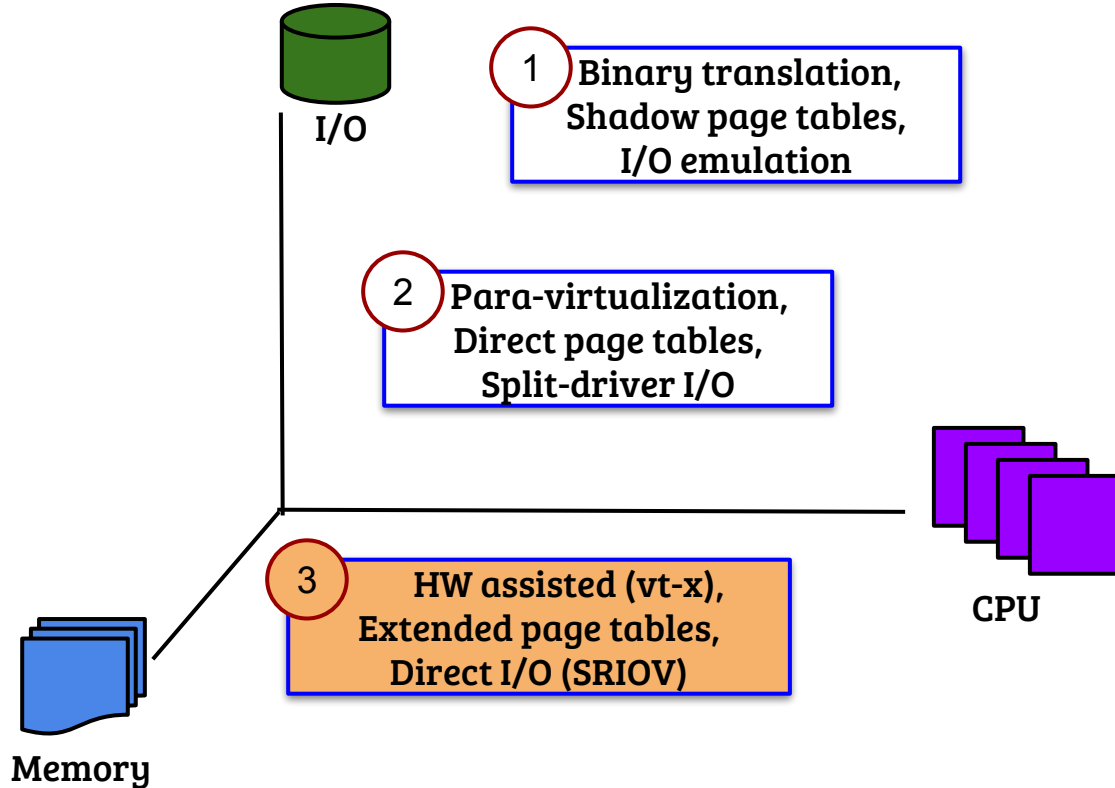 I/O
1
Binary translation,
Shadow page tables,
I/O emulation
2
Para-virtualization,
Direct page tables,
Split-driver I/O
3
HW assisted (vt-x),
Extended page tables,
Direct I/O (SRIOV)
CPU
Memory